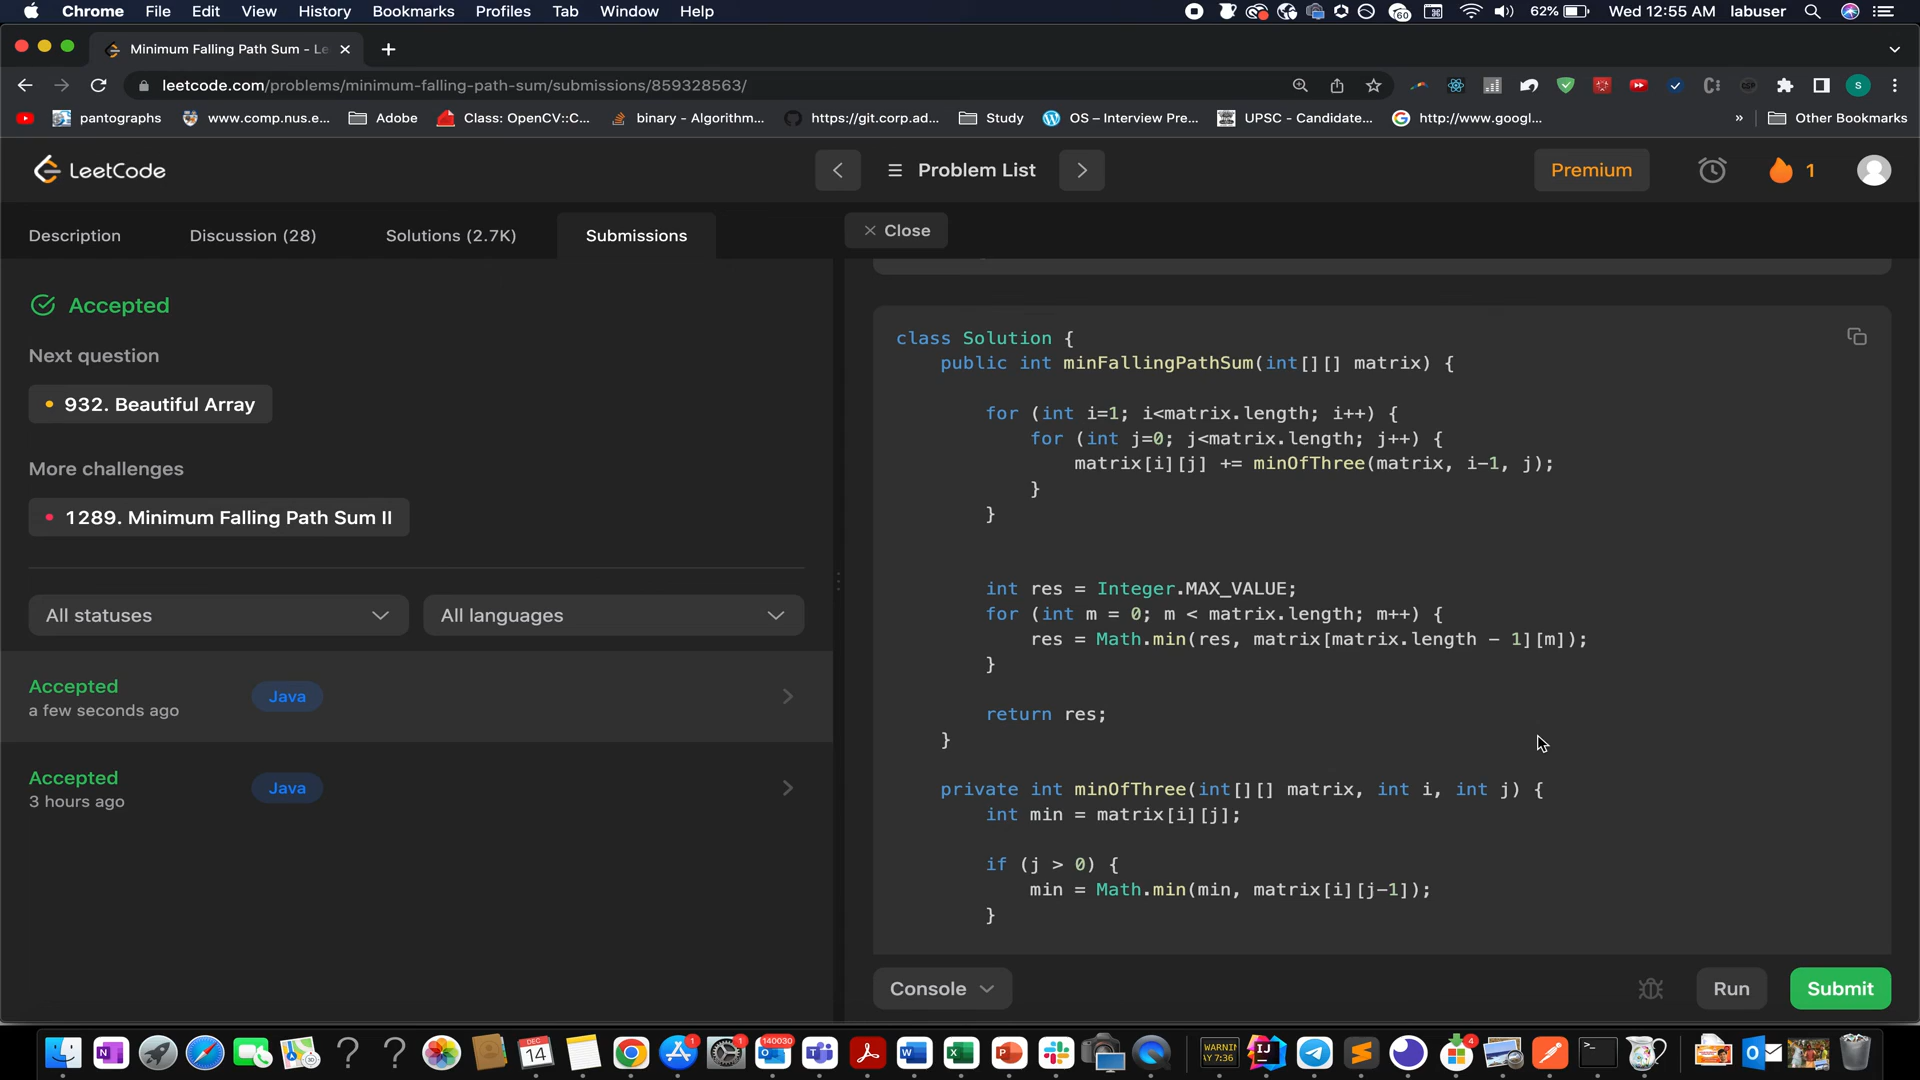 Chrome File Edit View History Bookmarks Profiles Tab Window Help 60 62% Wed 12:55 AM labuser
Minimum Falling Path Sum - Le
leetcode.com/problems/minimum-falling-path-sum/submissions/859328563/
pantographs www.comp.nus.e... Adobe Class: OpenCV::C... binary - Algorithm... https://git.corp.ad... Study OS – Interview Pre... UPSC - Candidate... http://www.googl... » Other Bookmarks
LeetCode Problem List Premium 1
Description Discussion (28) Solutions (2.7K) Submissions Close
Accepted
Next question
932. Beautiful Array
More challenges
1289. Minimum Falling Path Sum II
All statuses All languages
Accepted
a few seconds ago
Java
Accepted
3 hours ago
Java
class Solution {
public int minFallingPathSum(int[][] matrix) {
for (int i=1; i<matrix.length; i++) {
for (int j=0; j<matrix.length; j++) {
matrix[i][j] += minOfThree(matrix, i-1, j);
}
}
int res = Integer.MAX_VALUE;
for (int m = 0; m < matrix.length; m++) {
res = Math.min(res, matrix[matrix.length - 1][m]);
}
return res;
}
private int minOfThree(int[][] matrix, int i, int j) {
int min = matrix[i][j];
if (j > 0) {
min = Math.min(min, matrix[i][j-1]);
}
Console Run Submit
DEC 14 1 1 140030 4